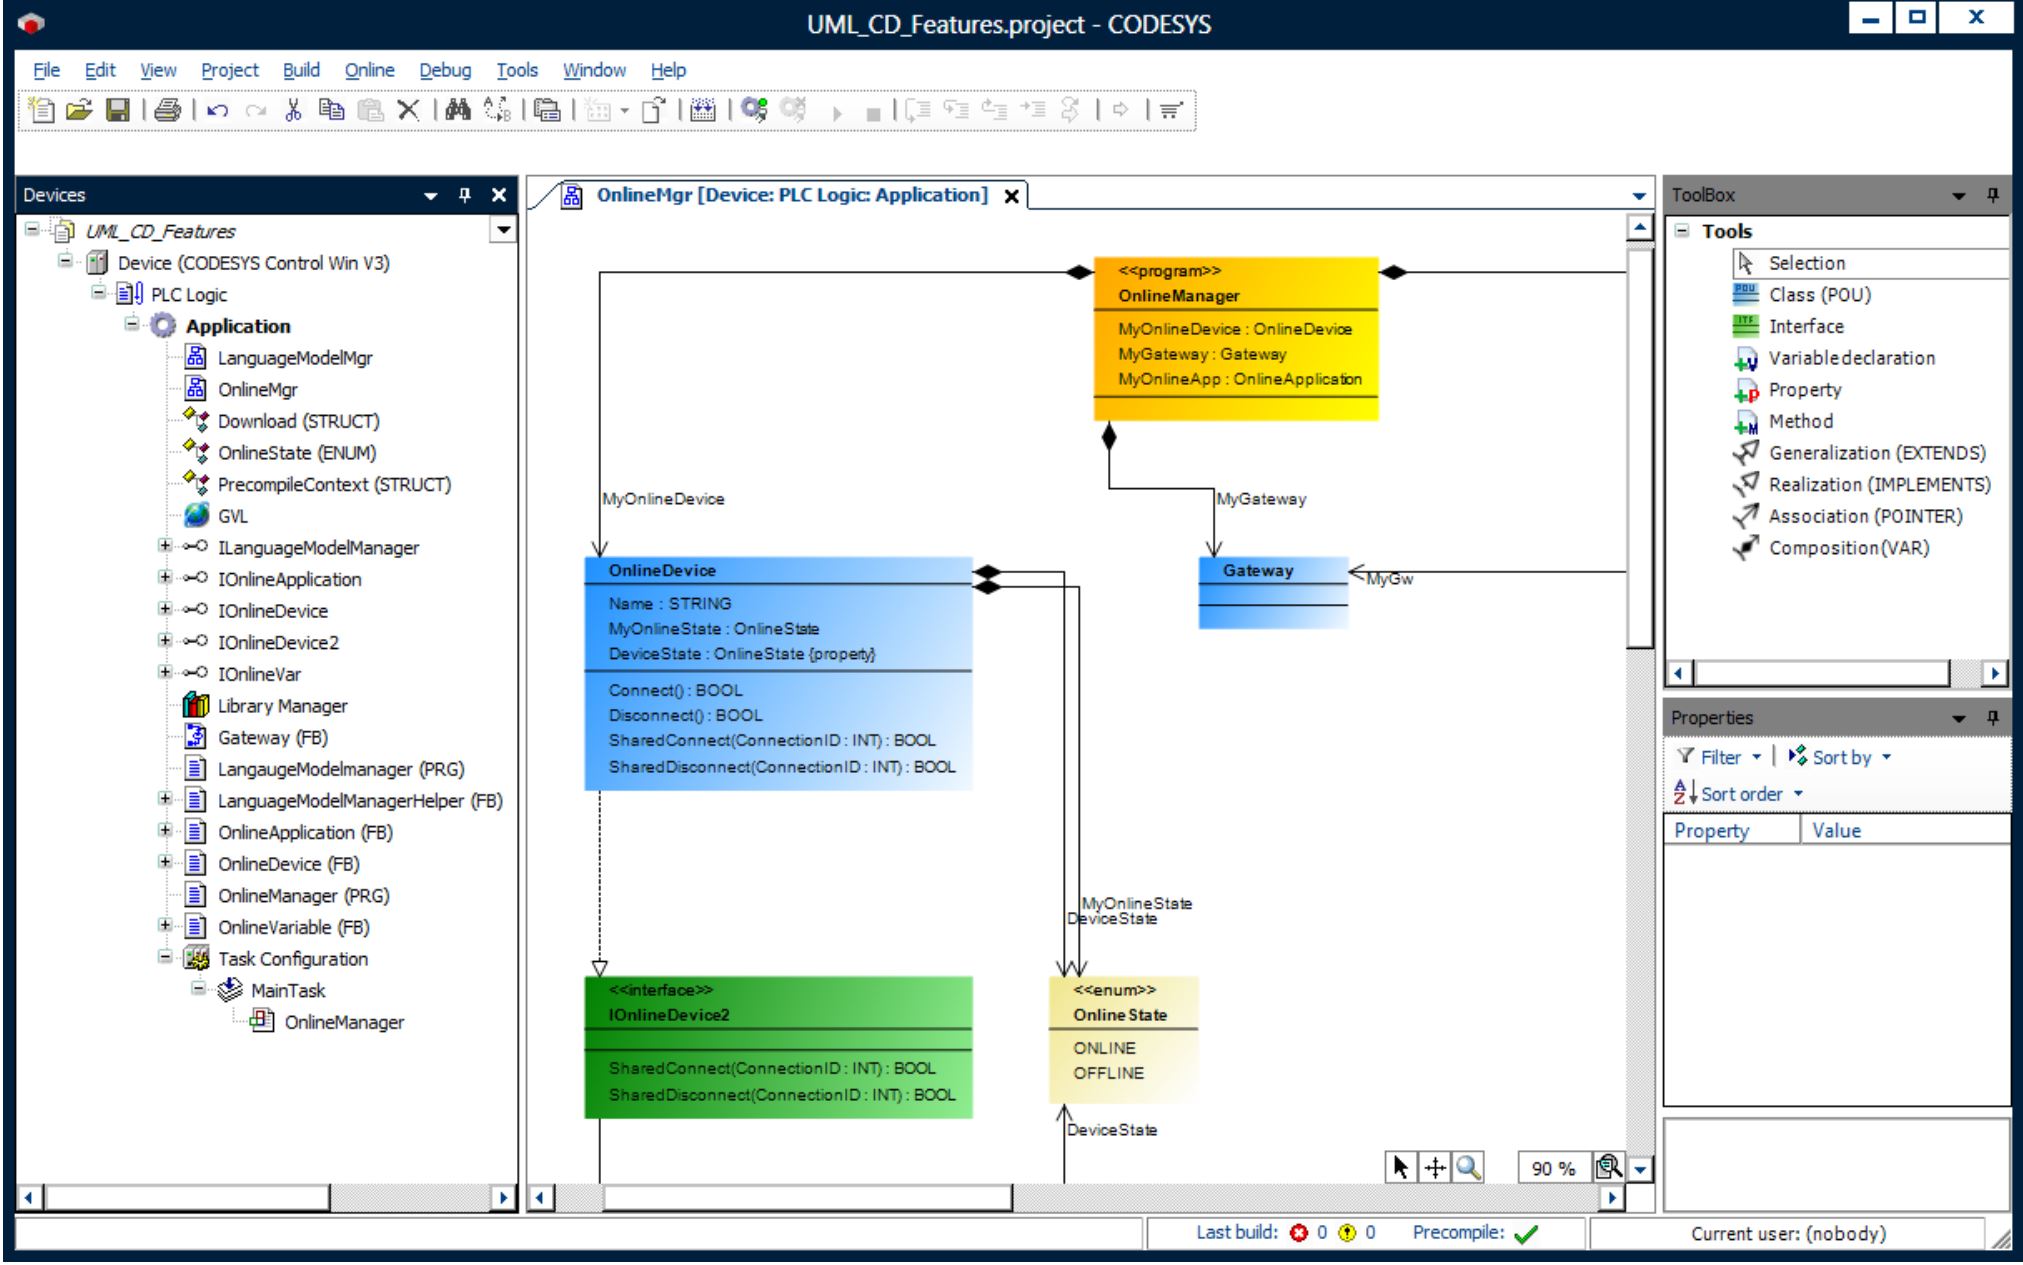 UML_CD_Features.project - CODESYS
File Edit View Project Build Online Debug Tools Window Help
Devices
UML_CD_Features
Device (CODESYS Control Win V3)
PLC Logic
Application
LanguageModelMgr
OnlineMgr
Download (STRUCT)
OnlineState (ENUM)
PrecompileContext (STRUCT)
GVL
ILanguageModelManager
IOnlineApplication
IOnlineDevice
IOnlineDevice2
IOnlineVar
Library Manager
Gateway (FB)
LangaugeModelmanager (PRG)
LanguageModelManagerHelper (FB)
OnlineApplication (FB)
OnlineDevice (FB)
OnlineManager (PRG)
OnlineVariable (FB)
Task Configuration
MainTask
OnlineManager
OnlineMgr [Device: PLC Logic: Application]
<<program>>
OnlineManager
MyOnlineDevice : OnlineDevice
MyGateway : Gateway
MyOnlineApp : OnlineApplication
MyOnlineDevice
MyGateway
OnlineDevice
Name : STRING
MyOnlineState : OnlineState
DeviceState : OnlineState {property}
Connect() : BOOL
Disconnect() : BOOL
SharedConnect(ConnectionID : INT) : BOOL
SharedDisconnect(ConnectionID : INT) : BOOL
Gateway
MyGw
MyOnlineState
DeviceState
<<interface>>
IOnlineDevice2
SharedConnect(ConnectionID : INT) : BOOL
SharedDisconnect(ConnectionID : INT) : BOOL
<<enum>>
OnlineState
ONLINE
OFFLINE
DeviceState
90 %
ToolBox
Tools
Selection
POU Class (POU)
ITF Interface
Variable declaration
Property
Method
Generalization (EXTENDS)
Realization (IMPLEMENTS)
Association (POINTER)
Composition(VAR)
Properties
Filter Sort by
Sort order
Property Value
Last build: 0 0 Precompile: Current user: (nobody)